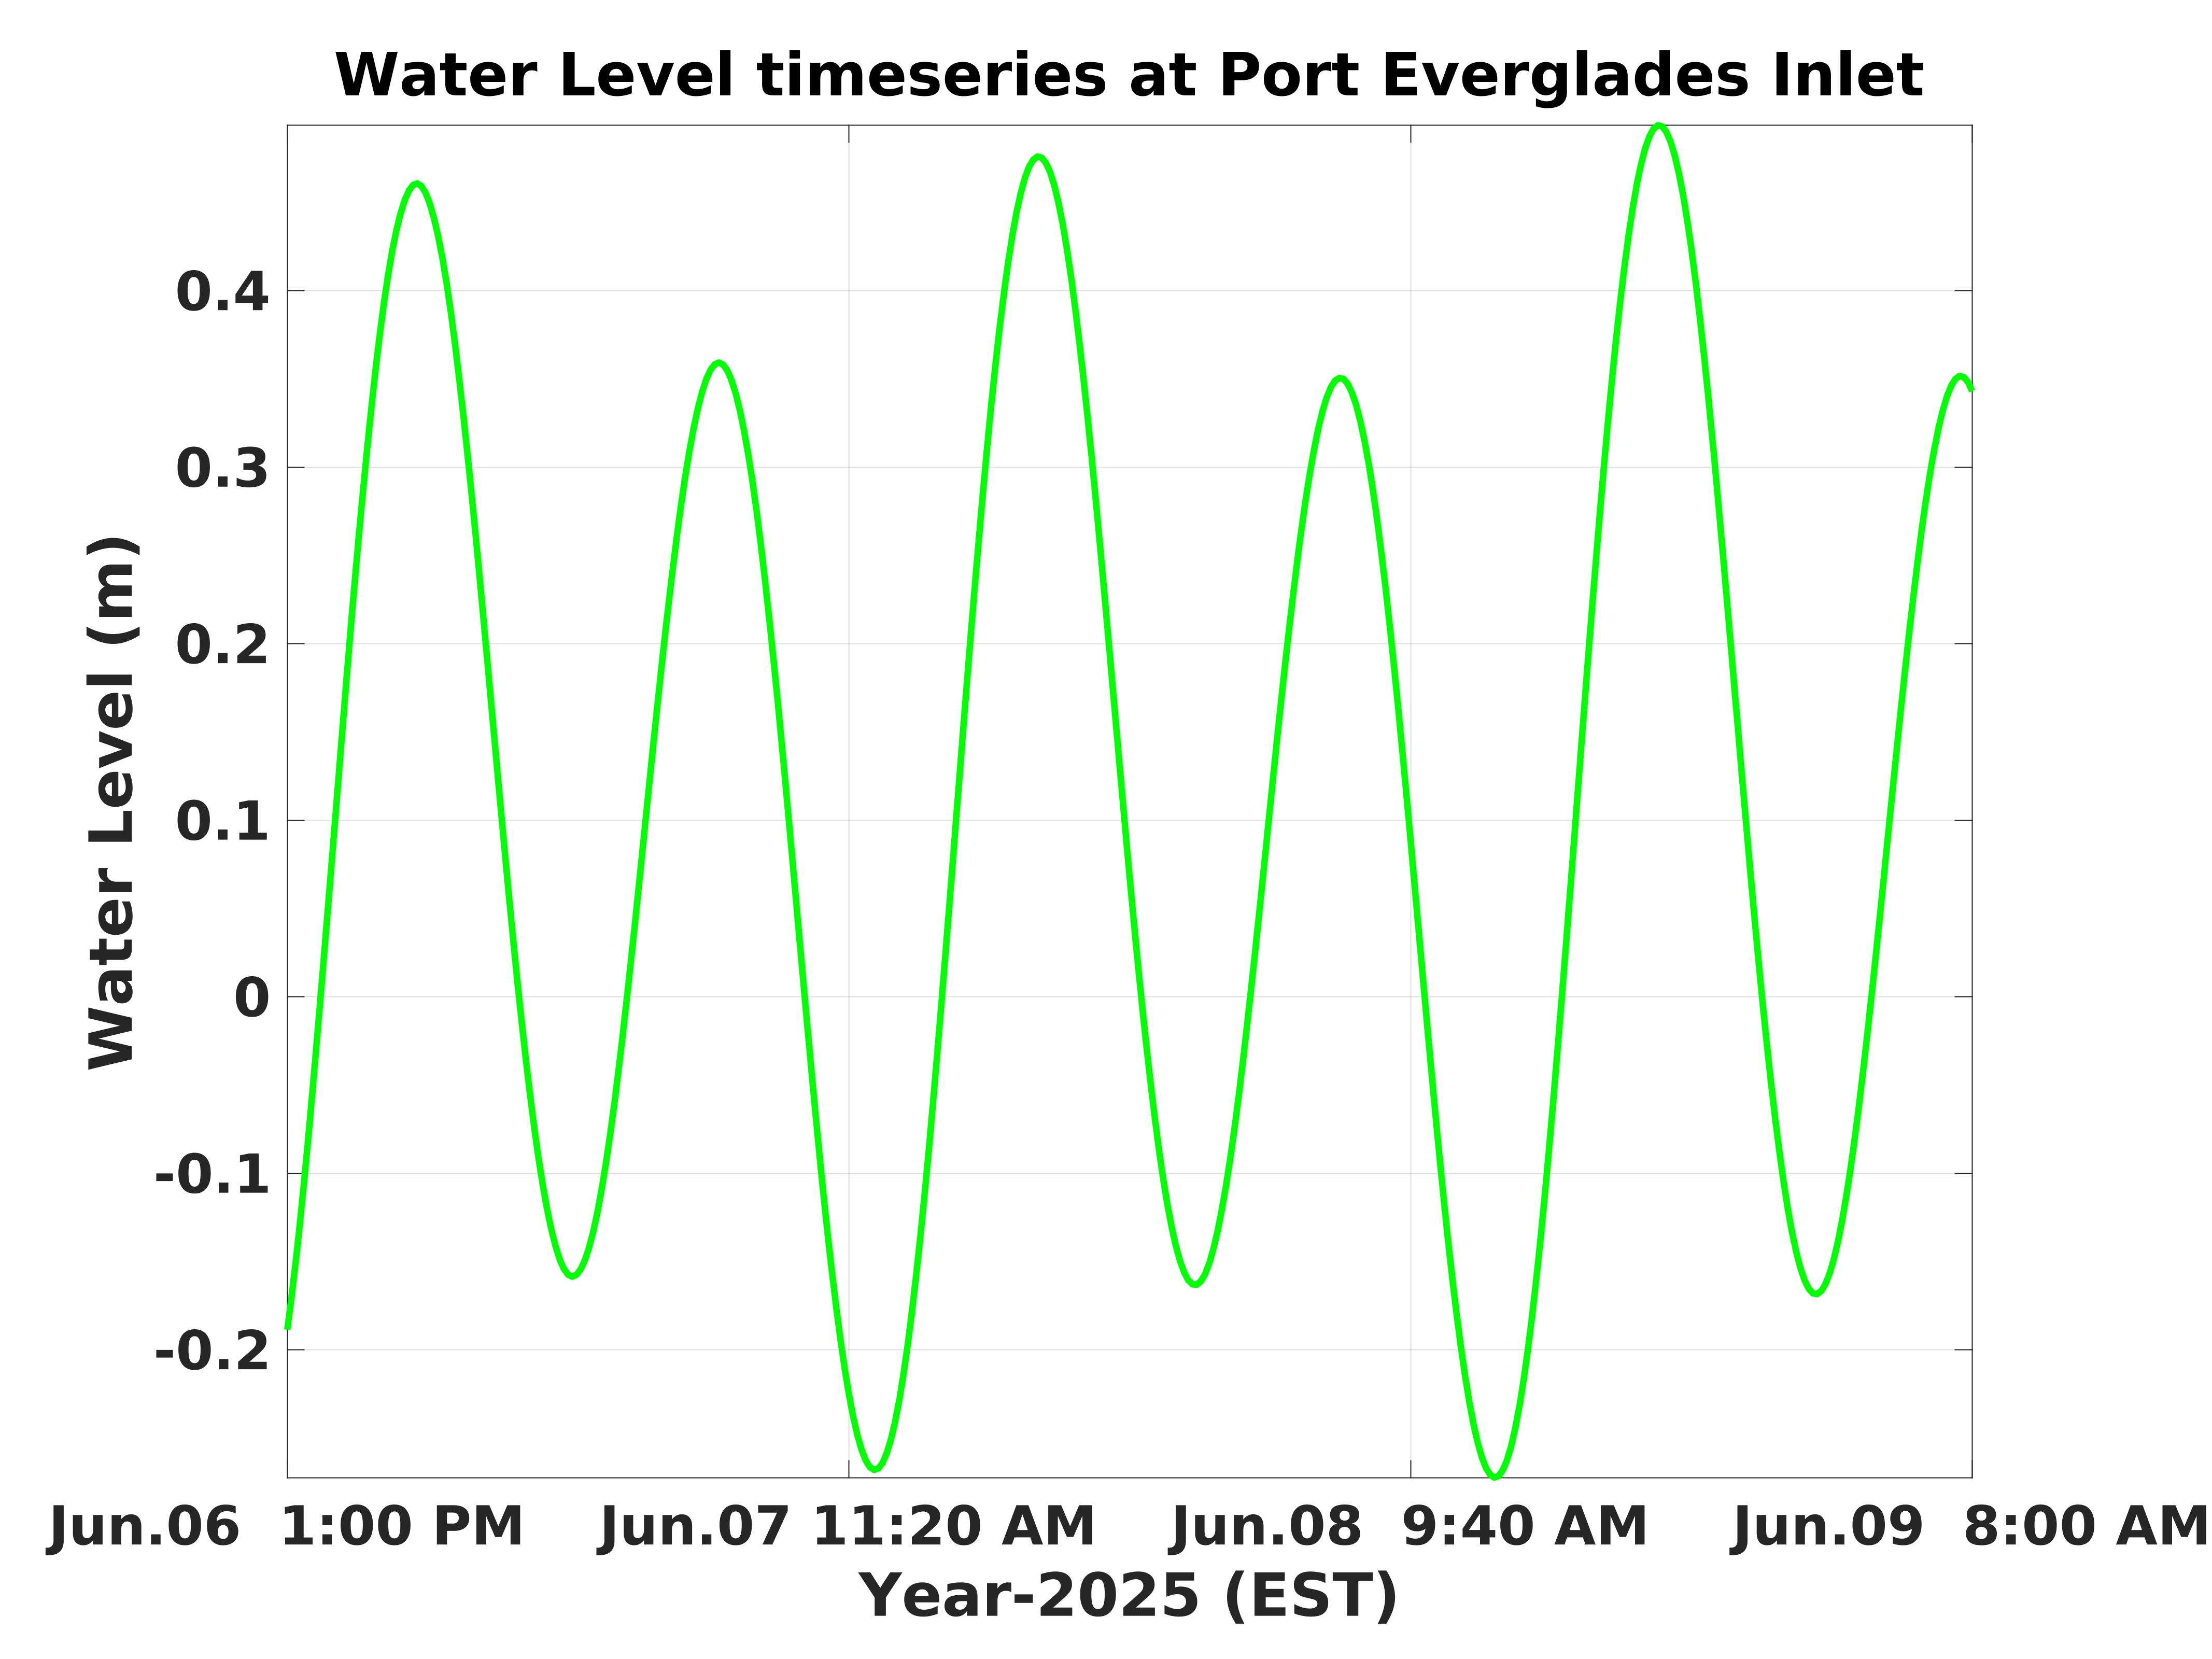 Water Level timeseries at Port Everglades Inlet
Water Level (m)
0.4
0.3
0.2
0.1
0
-0.1
-0.2
Jun.06 1:00 PM
Jun.07 11:20 AM
Jun.08 9:40 AM
Jun.09 8:00 AM
Year-2025 (EST)